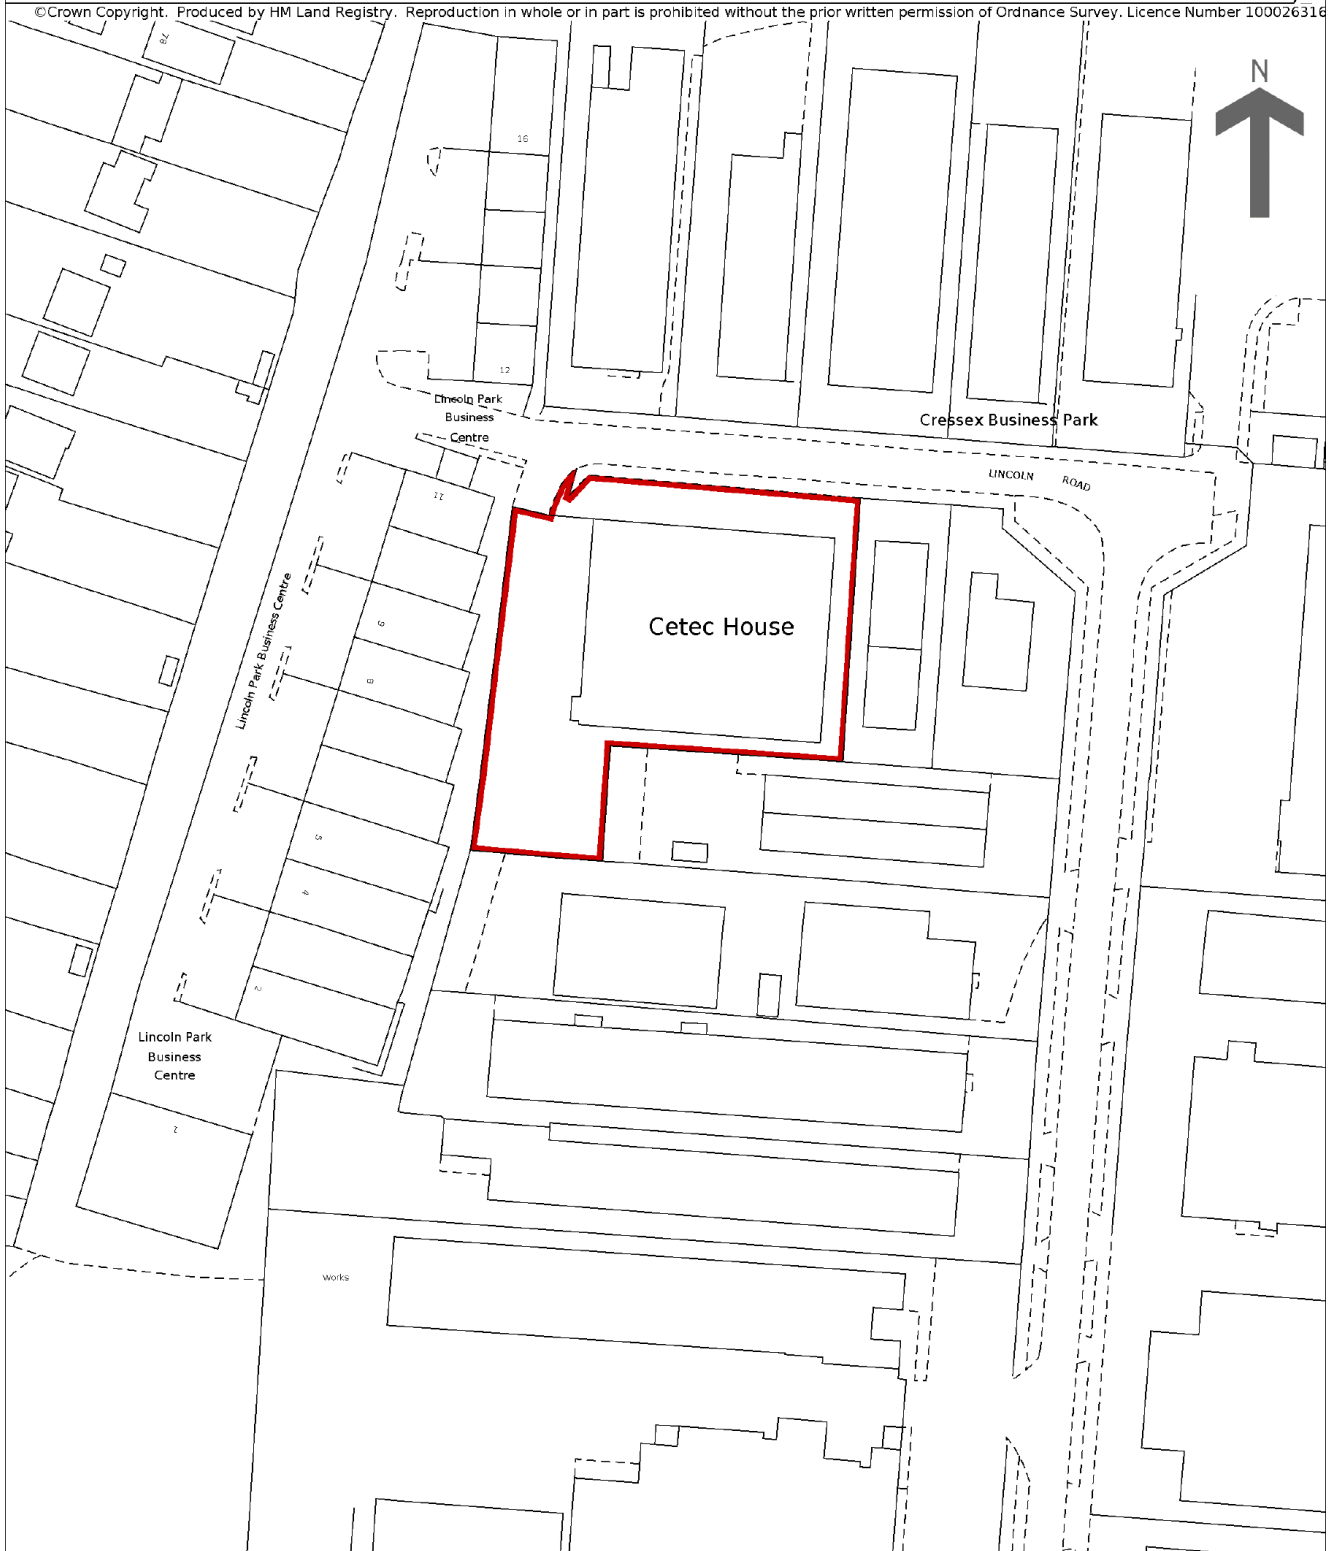 ©Crown Copyright. Produced by HM Land Registry. Reproduction in whole or in part is prohibited without the prior written permission of Ordnance Survey. Licence Number 100026316
78
N
16
12
Lincoln Park
Business
Centre
Cressex Business Park
LINCOLN ROAD
11
9
8
Cetec House
Lincoln Park Business Centre
5
4
2
Lincoln Park
Business
Centre
2
Works